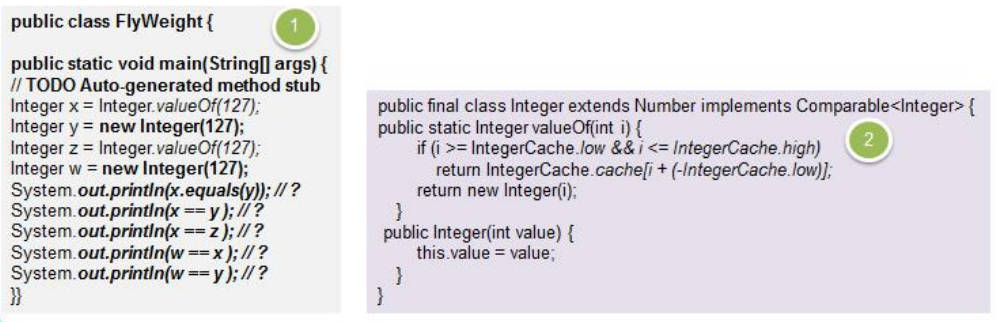 public class FlyWeight {
1
public static void main(String[] args) {
// TODO Auto-generated method stub
Integer x = Integer.valueOf(127);
Integer y = new Integer(127);
Integer z = Integer.valueOf(127);
Integer w = new Integer(127);
System.out.println(x.equals(y)); // ?
System.out.println(x == y ); // ?
System.out.println(x == z ); // ?
System.out.println(w == x ); // ?
System.out.println(w == y ); // ?
}}
public final class Integer extends Number implements Comparable<Integer> {
public static Integer valueOf(int i) {
2
if (i >= IntegerCache.low && i <= IntegerCache.high)
return IntegerCache.cache[i + (-IntegerCache.low)];
return new Integer(i);
}
public Integer(int value) {
this.value = value;
}
}